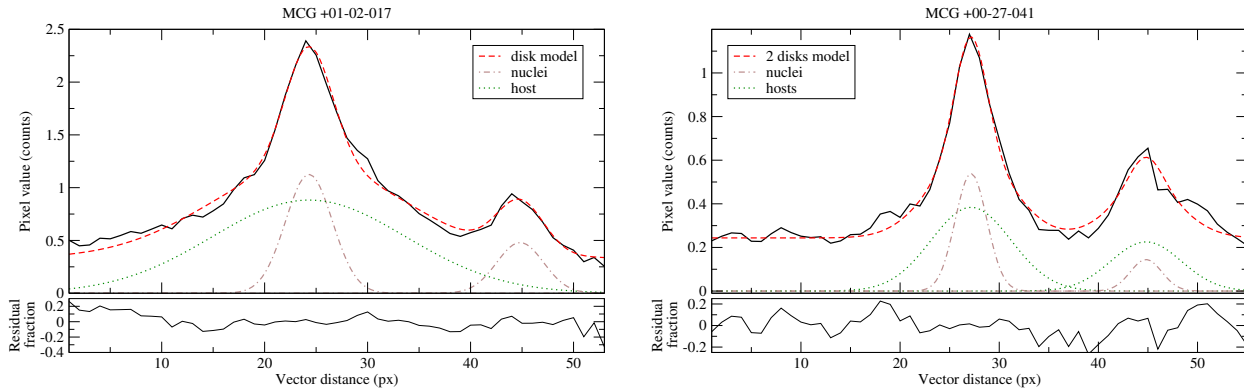 MCG +01-02-017
2.5
2
1.5
1
0.5
0
Pixel value (counts)
disk model
nuclei
host
0.2
0
-0.2
-0.4
Residual
fraction
10
20
30
40
50
Vector distance (px)
MCG +00-27-041
1
0.8
0.6
0.4
0.2
0
Pixel value (counts)
2 disks model
nuclei
hosts
0.2
0
-0.2
Residual
fraction
10
20
30
40
50
Vector distance (px)